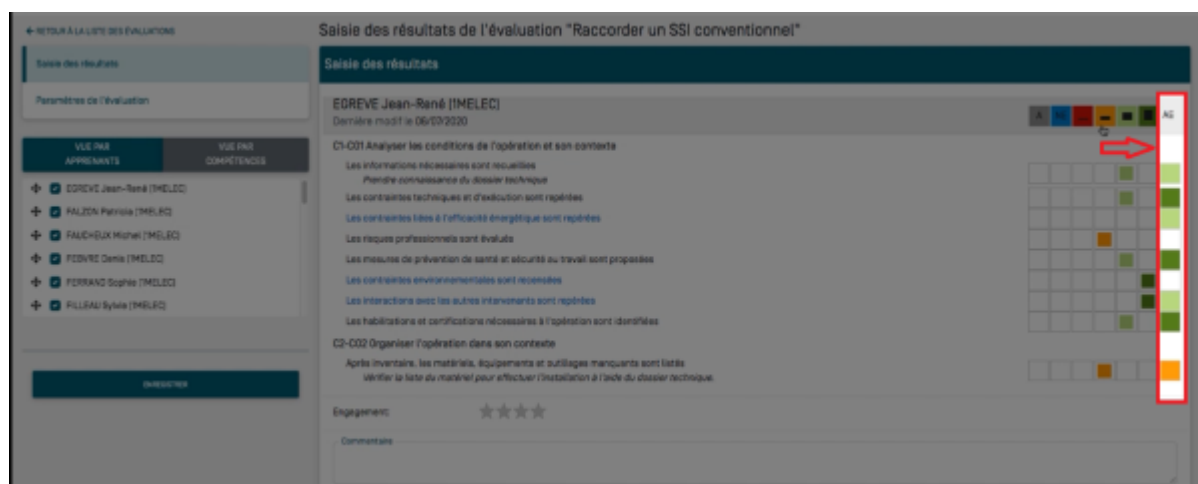 ← RETOUR À LA LISTE DES ÉVALUATIONS
Saisie des résultats de l'évaluation "Raccorder un SSI conventionnel"
Saisie des résultats
Paramètres de l'évaluation
VUE PAR APPRENANTS
VUE PAR COMPÉTENCES
EGREVE Jean-René (1MELEC)
FALZON Patricia (1MELEC)
FAUCHEUX Michel (1MELEC)
FEBVRE Denis (1MELEC)
FERRAND Sophie (1MELEC)
FILLEAU Sylvie (1MELEC)
ENREGISTRER
Saisie des résultats
EGREVE Jean-René (1MELEC)
Dernière modif le 06/07/2020
A
AE
C1-CO1 Analyser les conditions de l'opération et son contexte
Les informations nécessaires sont recueillies
Prendre connaissance du dossier technique
Les contraintes techniques et d'exécution sont repérées
Les contraintes liées à l'efficacité énergétique sont repérées
Les risques professionnels sont évalués
Les mesures de prévention de santé et sécurité au travail sont proposées
Les contraintes environnementales sont recensées
Les interactions avec les autres intervenants sont repérées
Les habilitations et certifications nécessaires à l'opération sont identifiées
C2-CO2 Organiser l'opération dans son contexte
Après inventaire, les matériels, équipements et outillages manquants sont listés
Vérifier la liste du matériel pour effectuer l'installation à l'aide du dossier technique.
Engagement:
Commentaire